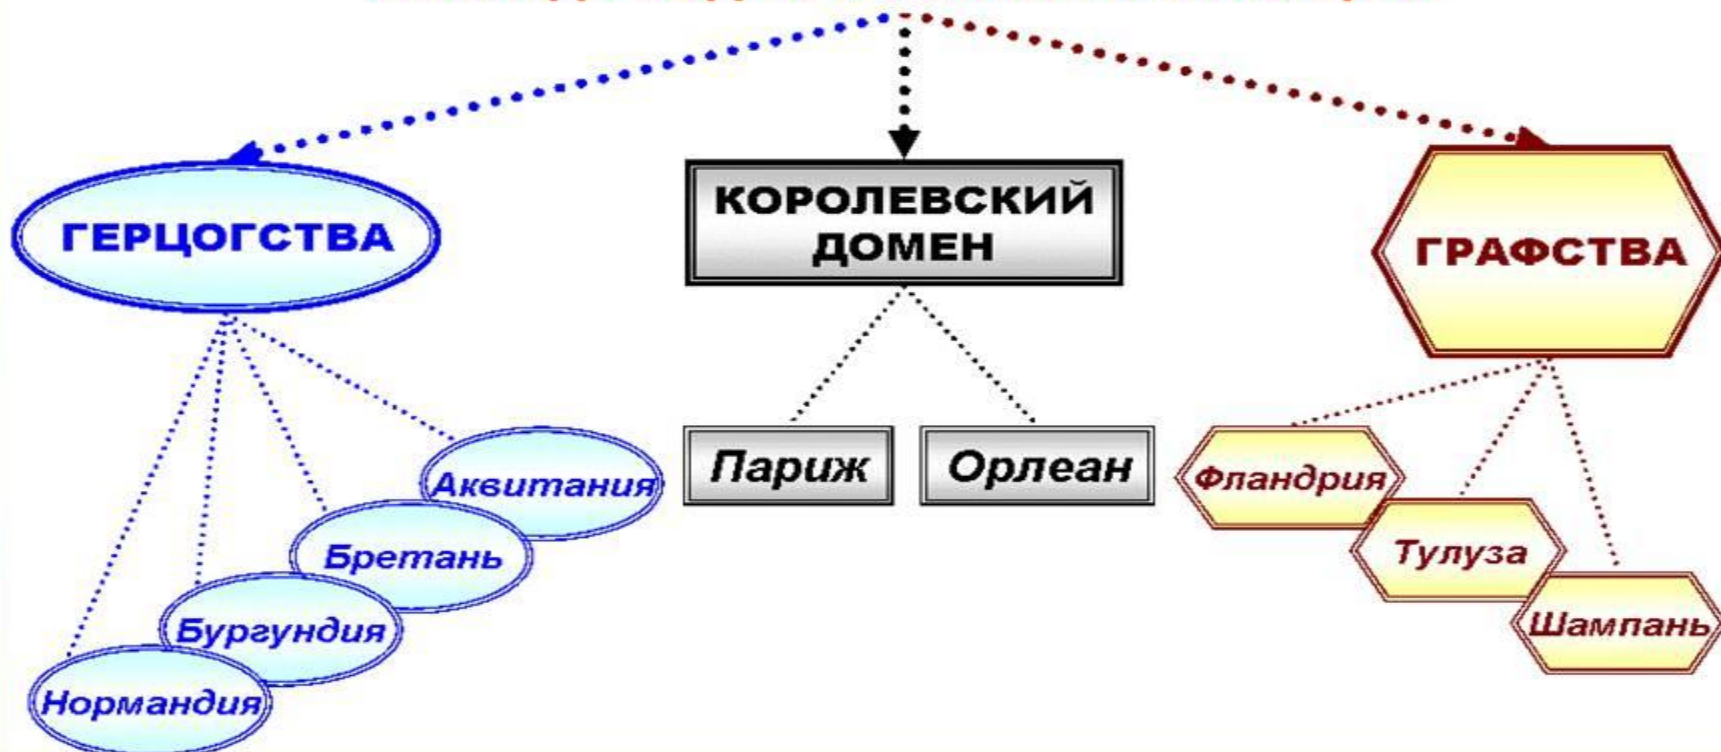 ГЕРЦОГСТВА
КОРОЛЕВСКИЙ
ДОМЕН
ГРАФСТВА
Аквитания
Бретань
Бургундия
Нормандия
Париж
Орлеан
Фландрия
Тулуза
Шампань